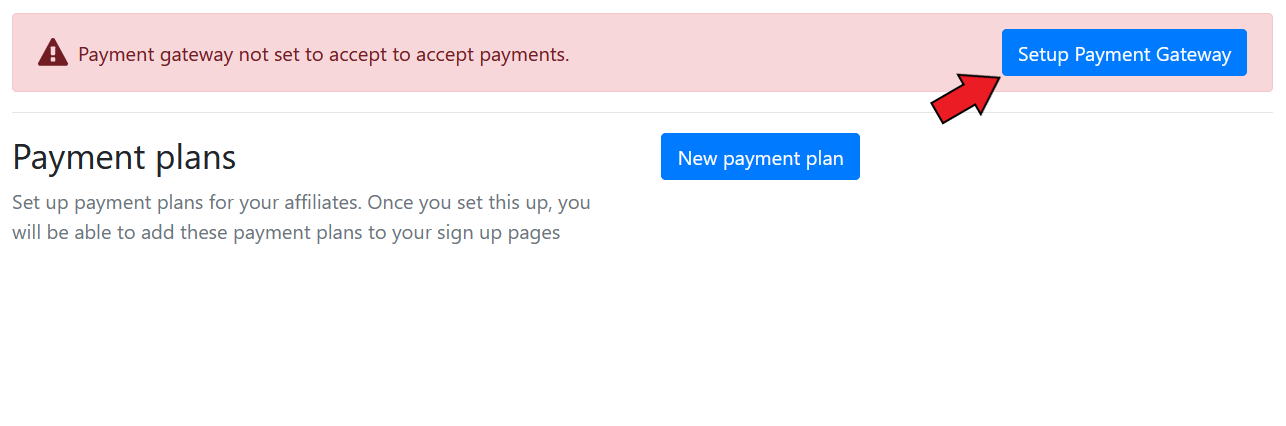 Payment gateway not set to accept to accept payments.
Setup Payment Gateway
Payment plans
New payment plan
Set up payment plans for your affiliates. Once you set this up, you
will be able to add these payment plans to your sign up pages